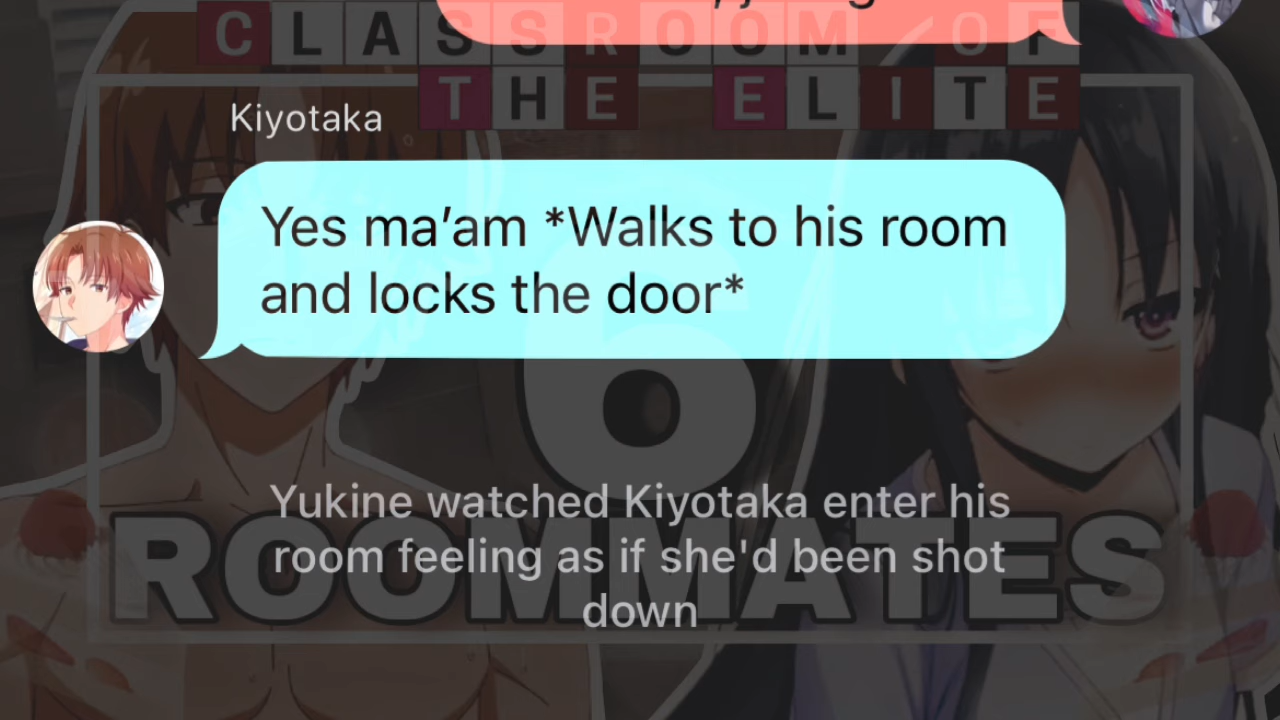 CLASSROOM OF
THE ELITE
Kiyotaka
Yes ma’am *Walks to his room
and locks the door*
6
Yukine watched Kiyotaka enter his
room feeling as if she'd been shot
down
ROOMMATES